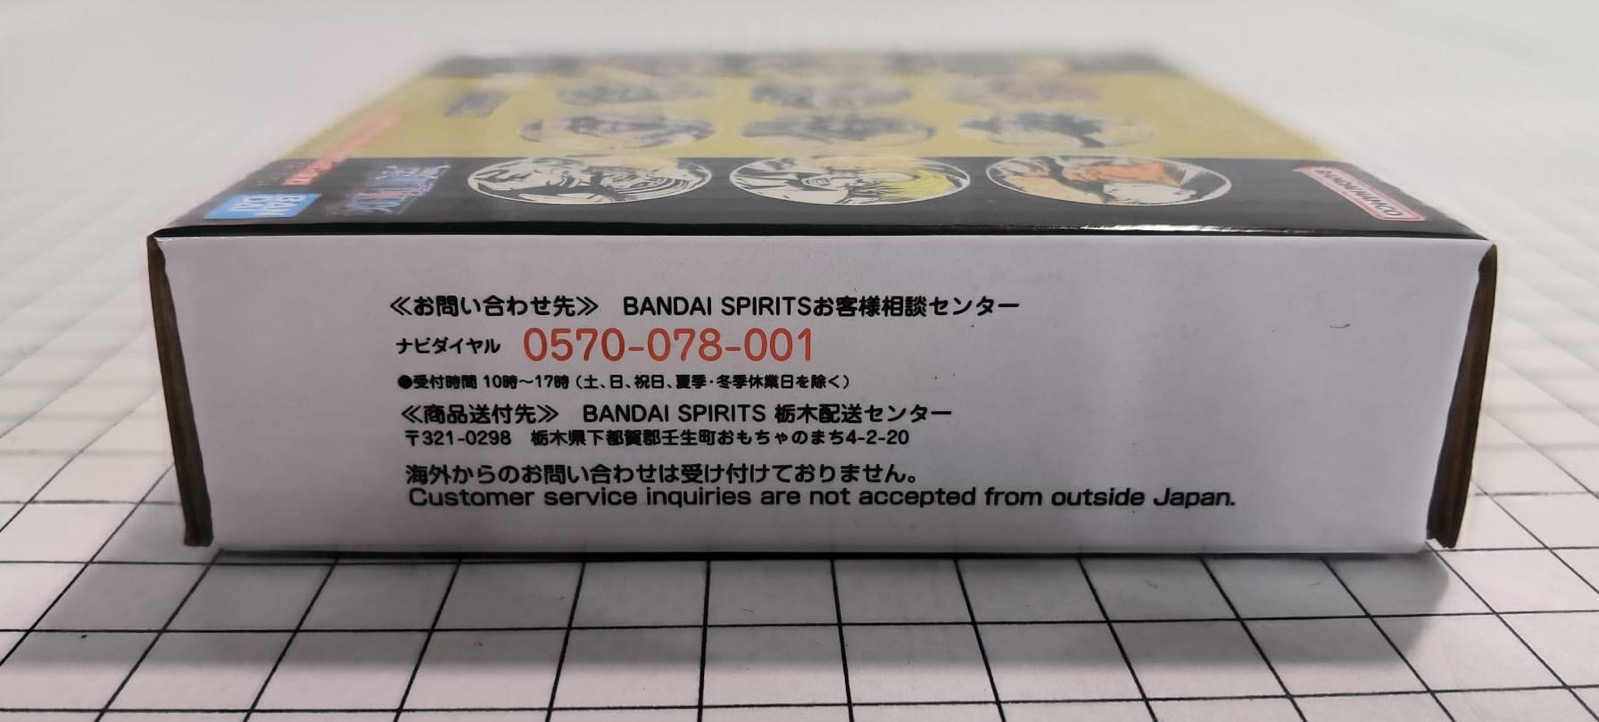 BAN
DAI
≪お問い合わせ先≫　BANDAI SPIRITSお客様相談センター
ナビダイヤル 0570-078-001
●受付時間 10時～17時（土、日、祝日、夏季・冬季休業日を除く）
≪商品送付先≫　BANDAI SPIRITS 栃木配送センター
〒321-0298　栃木県下都賀郡壬生町おもちゃのまち4-2-20
海外からのお問い合わせは受け付けておりません。
Customer service inquiries are not accepted from outside Japan.